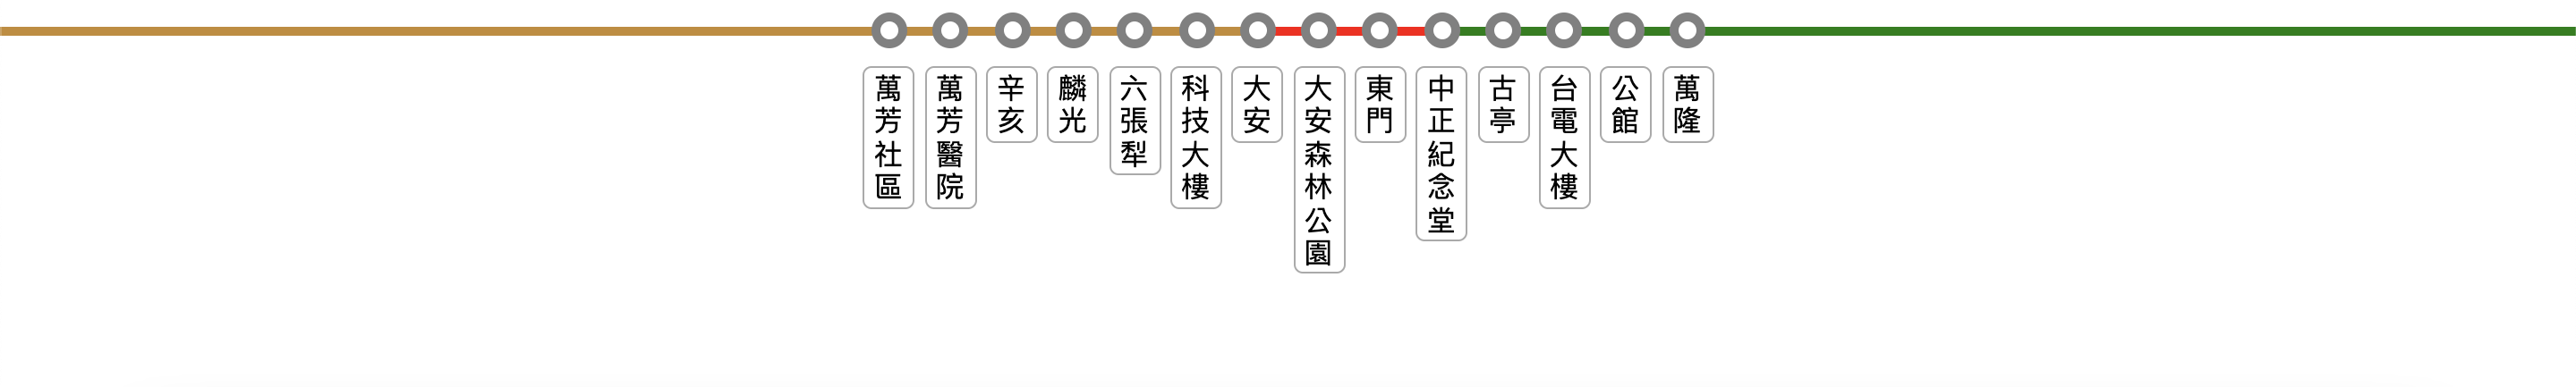 萬芳社區
萬芳醫院
辛亥
麟光
六張犁
科技大樓
大安
大安森林公園
東門
中正紀念堂
古亭
台電大樓
公館
萬隆